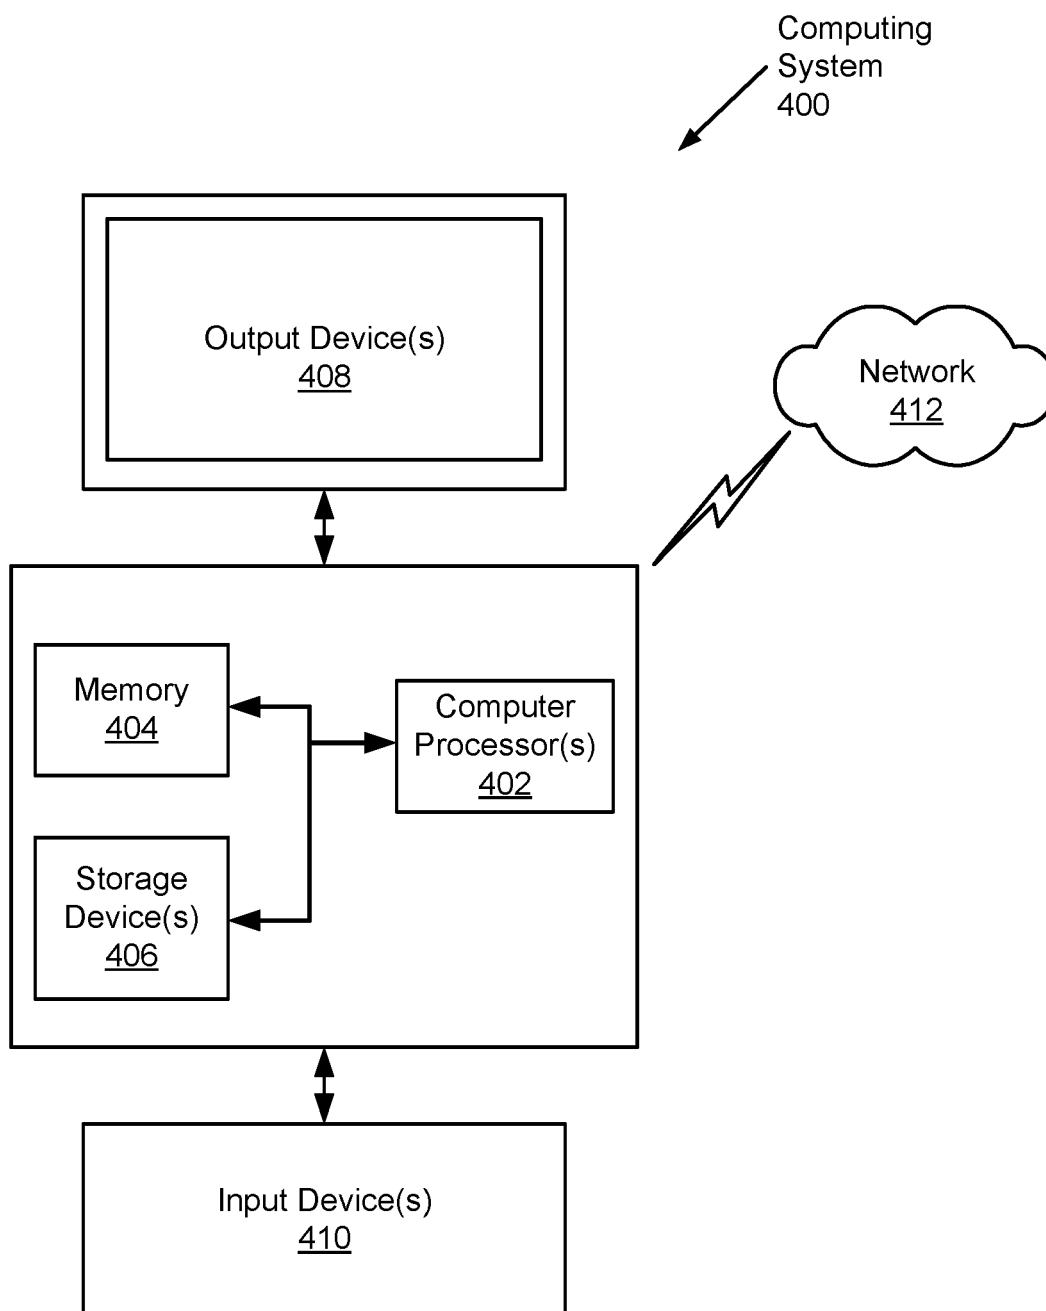 Computing
System
400
Output Device(s)
408
Network
412
Memory
404
Computer
Processor(s)
402
Storage
Device(s)
406
Input Device(s)
410